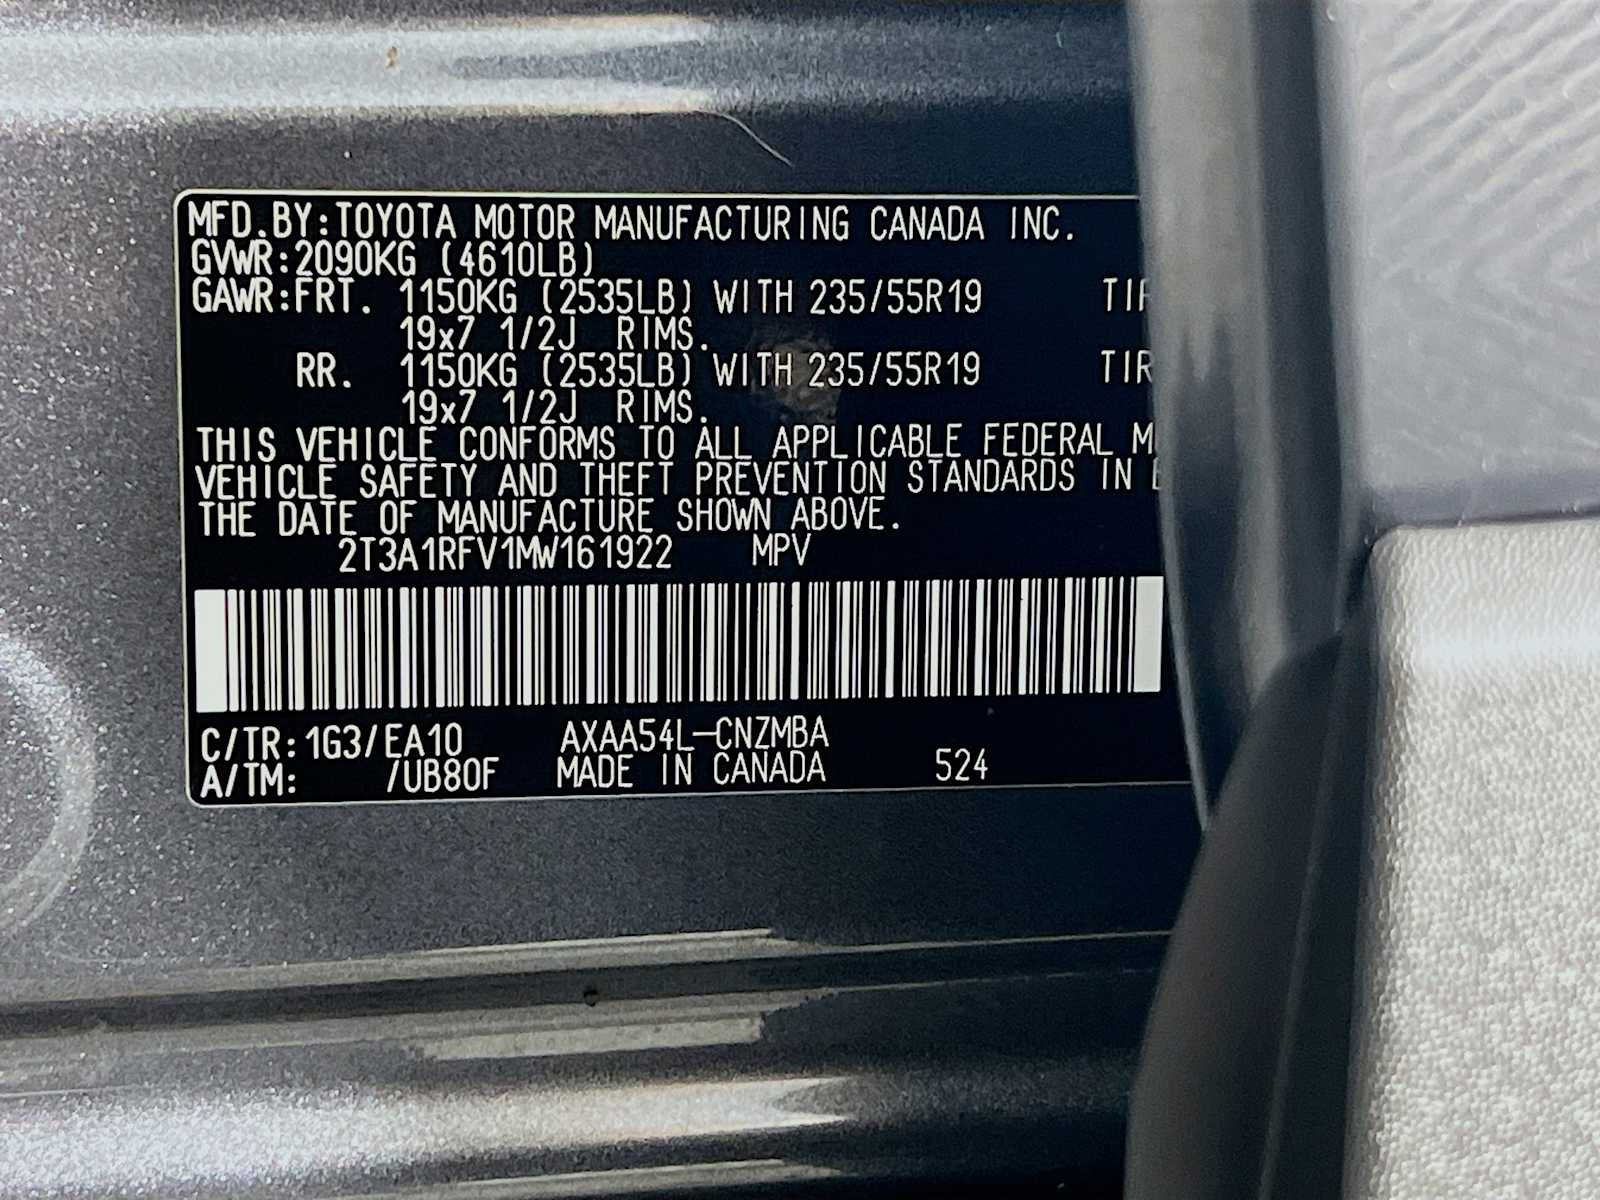 MFD.BY:TOYOTA MOTOR MANUFACTURING CANADA INC.
GVWR:2090KG (4610LB)
GAWR:FRT. 1150KG (2535LB) WITH 235/55R19
19x7 1/2J RIMS.
RR. 1150KG (2535LB) WITH 235/55R19
19x7 1/2J RIMS.
THIS VEHICLE CONFORMS TO ALL APPLICABLE FEDERAL
VEHICLE SAFETY AND THEFT PREVENTION STANDARDS IN
THE DATE OF MANUFACTURE SHOWN ABOVE.
2T3A1RFV1MW161922 MPV
C/TR:1G3/EA10 AXAA54L-CNZMBA
A/TM: /UB80F MADE IN CANADA 524